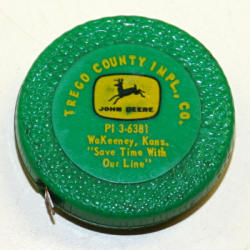 TREGO COUNTY IMPL., CO.
JOHN DEERE
PI 3-6381
WaKeeney, Kans.
"Save Time With
Our Line"